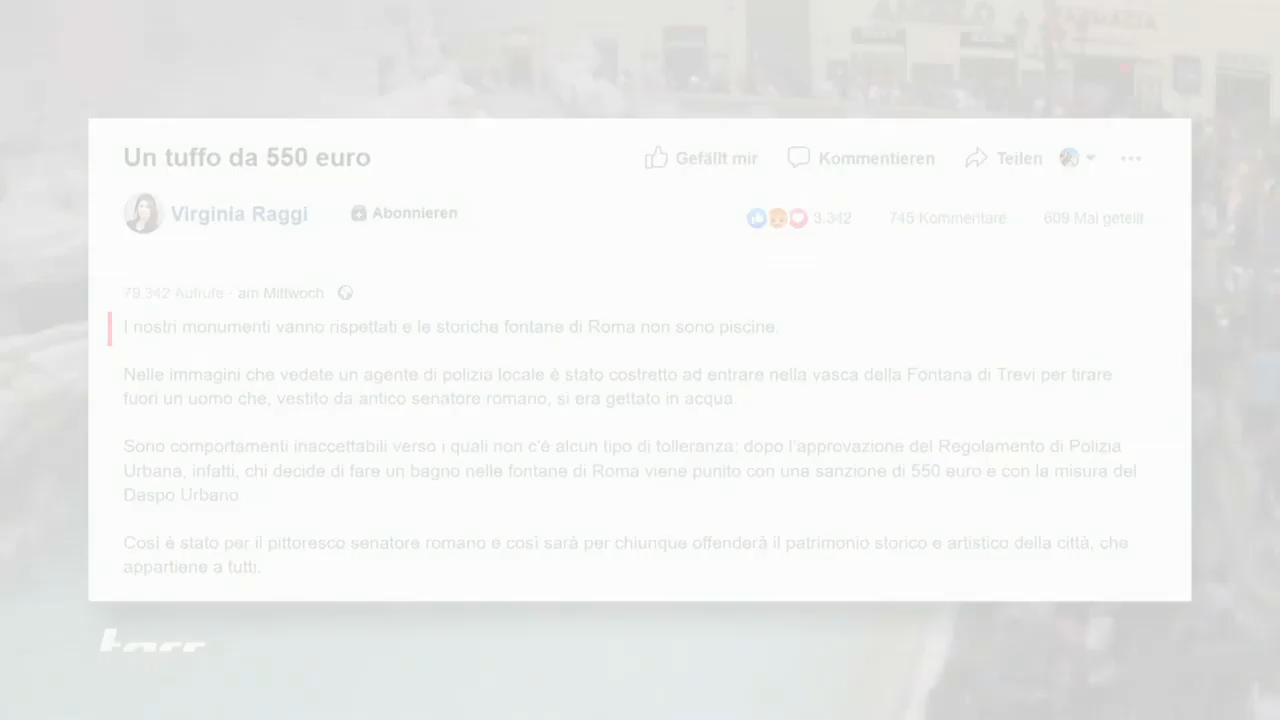 Un tuffo da 550 euro
Gefällt mir Kommentieren Teilen
Virginia Raggi Abonnieren
3.342 745 Kommentare 609 Mal geteilt
79.342 Aufrufe · am Mittwoch
I nostri monumenti vanno rispettati e le storiche fontane di Roma non sono piscine.
Nelle immagini che vedete un agente di polizia locale è stato costretto ad entrare nella vasca della Fontana di Trevi per tirare
fuori un uomo che, vestito da antico senatore romano, si era gettato in acqua.
Sono comportamenti inaccettabili verso i quali non c'è alcun tipo di tolleranza: dopo l'approvazione del Regolamento di Polizia
Urbana, infatti, chi decide di fare un bagno nelle fontane di Roma viene punito con una sanzione di 550 euro e con la misura del
Daspo Urbano
Così è stato per il pittoresco senatore romano e così sarà per chiunque offenderà il patrimonio storico e artistico della città, che
appartiene a tutti.